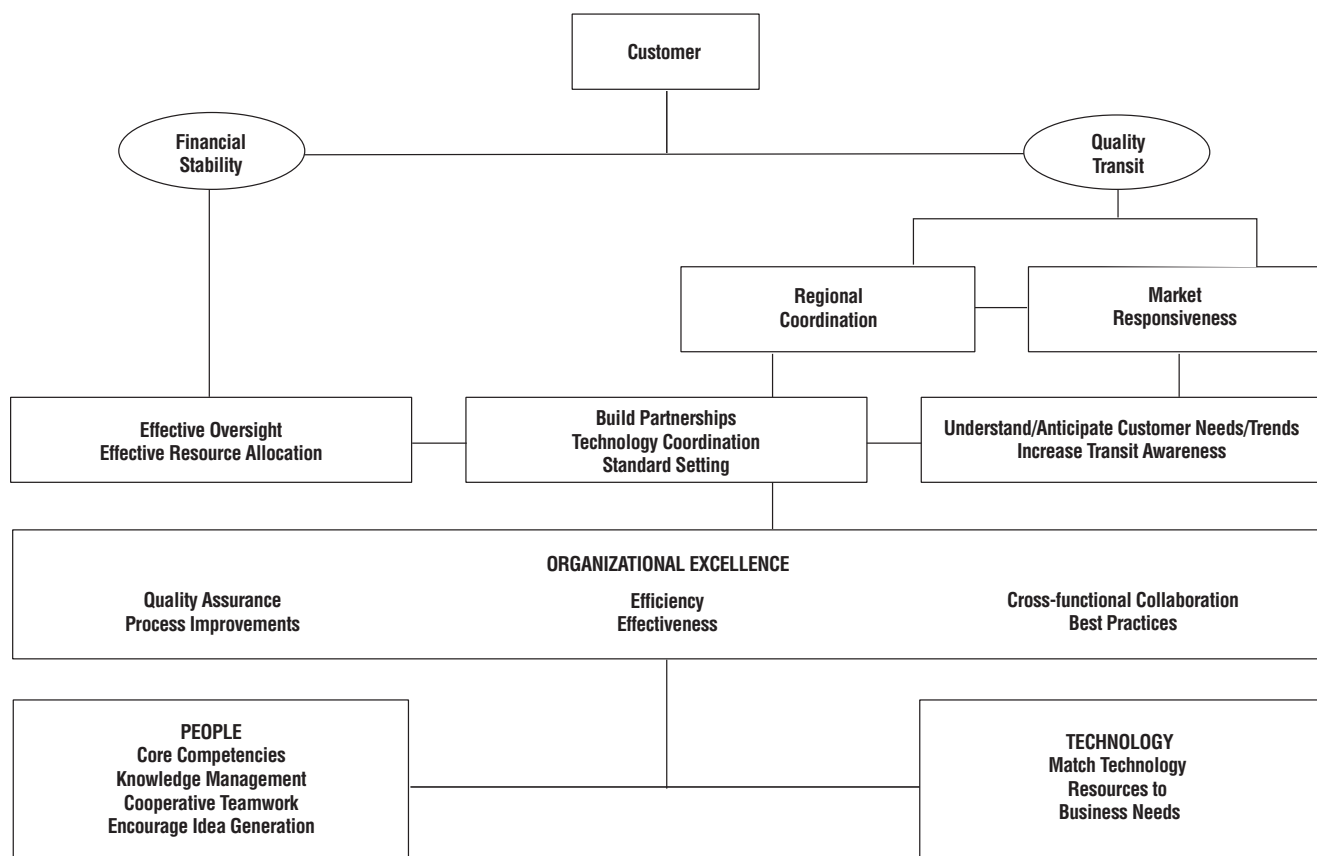 Customer
Financial
Stability
Quality
Transit
Regional
Coordination
Market
Responsiveness
Effective Oversight
Effective Resource Allocation
Build Partnerships
Technology Coordination
Standard Setting
Understand/Anticipate Customer Needs/Trends
Increase Transit Awareness
ORGANIZATIONAL EXCELLENCE
Quality Assurance
Process Improvements
Efficiency
Effectiveness
Cross-functional Collaboration
Best Practices
PEOPLE
Core Competencies
Knowledge Management
Cooperative Teamwork
Encourage Idea Generation
TECHNOLOGY
Match Technology
Resources to
Business Needs